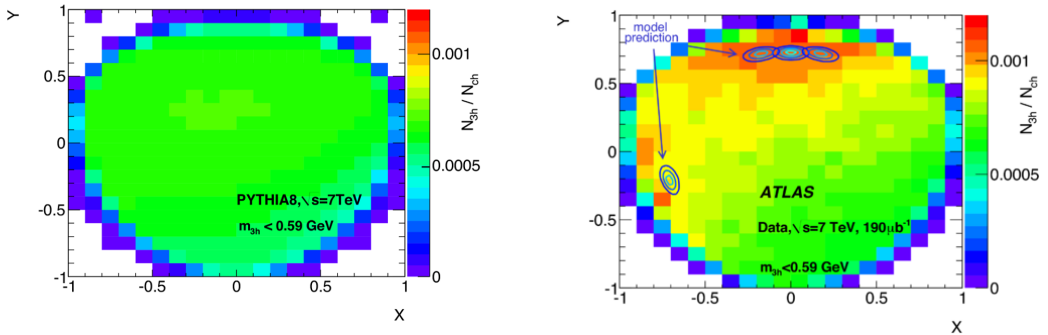 Y
1
0.5
0
-0.5
-1
-1
-0.5
0
0.5
1
X
PYTHIA8,\s=7TeV
m3h < 0.59 GeV
0.001
0.0005
0
N3h / Nch
Y
1
0.5
0
-0.5
-1
-1
-0.5
0
0.5
1
X
model
prediction
ATLAS
Data,\s=7 TeV, 190μb⁻¹
m3h<0.59 GeV
0.001
0.0005
0
N3h / Nch